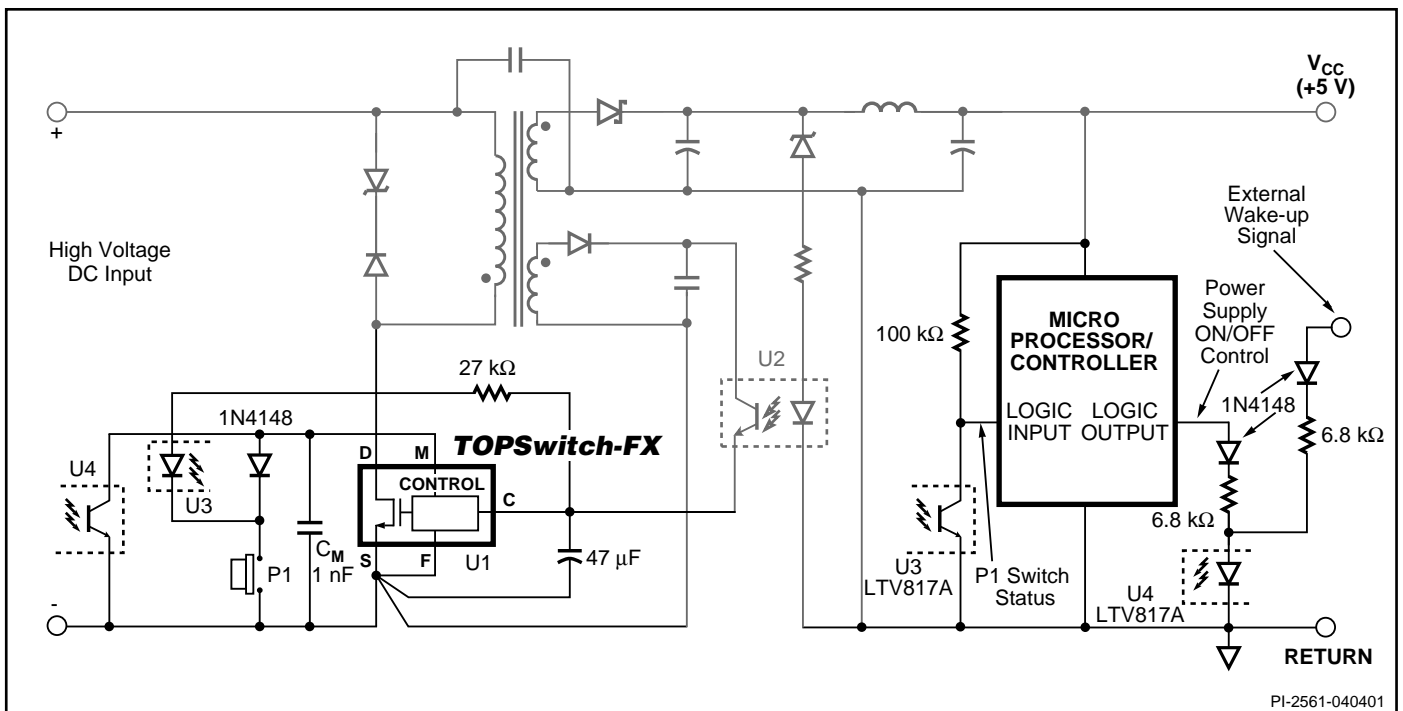 VCC
(+5 V)
+
External
Wake-up
Signal
High Voltage
DC Input
Power
Supply
ON/OFF
Control
MICRO
PROCESSOR/
CONTROLLER
100 kΩ
U2
27 kΩ
1N4148
LOGIC
INPUT
LOGIC
OUTPUT
1N4148
TOPSwitch-FX
6.8 kΩ
D
M
U4
CONTROL
C
U3
6.8 kΩ
CM
1 nF
P1
S
F
U1
47 µF
U3
LTV817A
P1 Switch
Status
U4
LTV817A
-
RETURN
PI-2561-040401